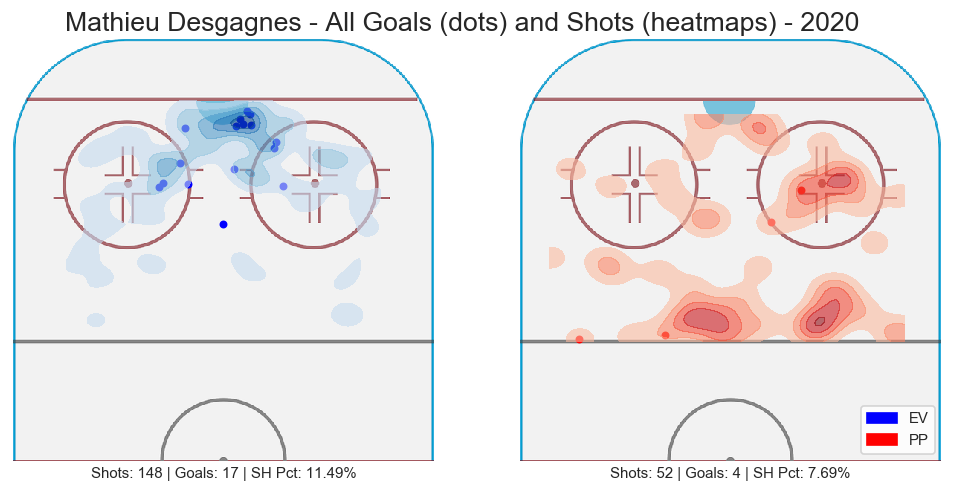 Mathieu Desgagnes - All Goals (dots) and Shots (heatmaps) - 2020
EV
PP
Shots: 148 | Goals: 17 | SH Pct: 11.49%
Shots: 52 | Goals: 4 | SH Pct: 7.69%